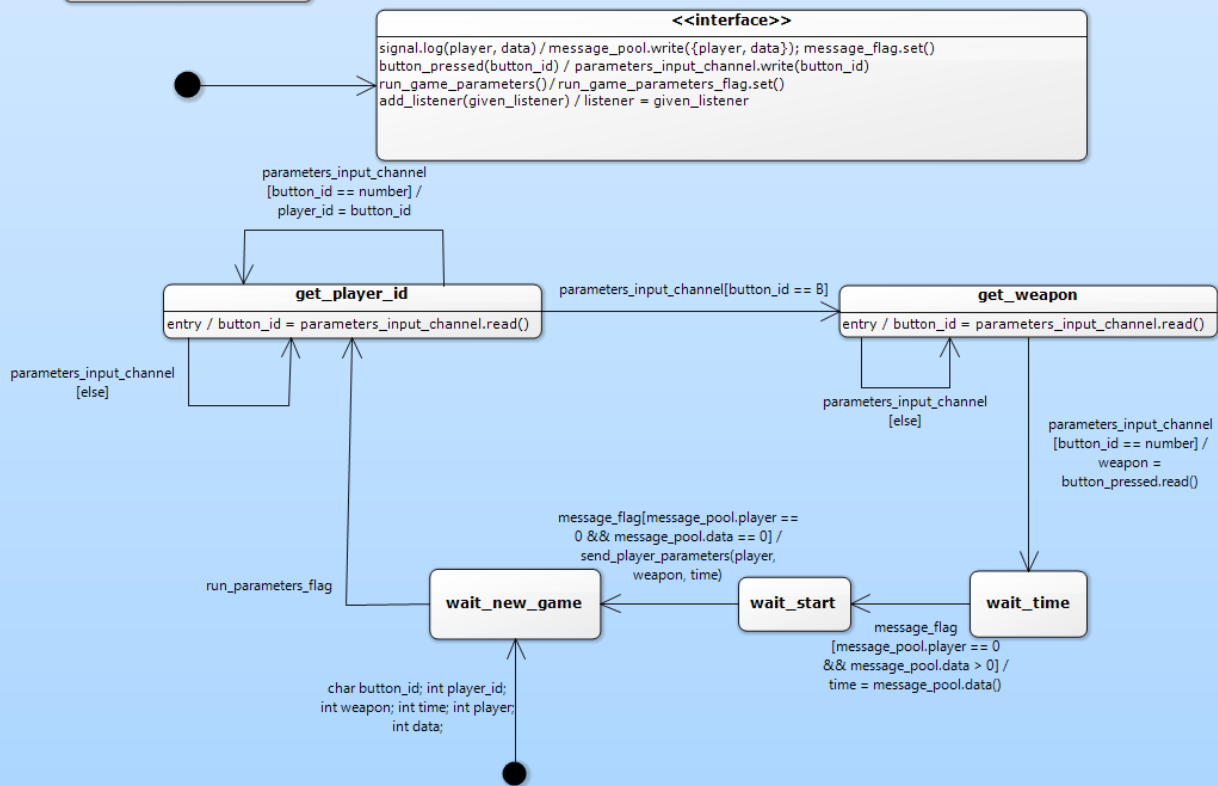 <<interface>>
signal.log(player, data) / message_pool.write({player, data}); message_flag.set()
button_pressed(button_id) / parameters_input_channel.write(button_id)
run_game_parameters() / run_game_parameters_flag.set()
add_listener(given_listener) / listener = given_listener
parameters_input_channel
[button_id == number] /
player_id = button_id
get_player_id
entry / button_id = parameters_input_channel.read()
parameters_input_channel[button_id == B]
get_weapon
entry / button_id = parameters_input_channel.read()
parameters_input_channel
[else]
parameters_input_channel
[else]
parameters_input_channel
[button_id == number] /
weapon =
button_pressed.read()
message_flag[message_pool.player ==
0 && message_pool.data == 0] /
send_player_parameters(player,
weapon, time)
run_parameters_flag
wait_new_game
wait_start
wait_time
message_flag
[message_pool.player == 0
&& message_pool.data > 0] /
time = message_pool.data()
char button_id; int player_id;
int weapon; int time; int player;
int data;